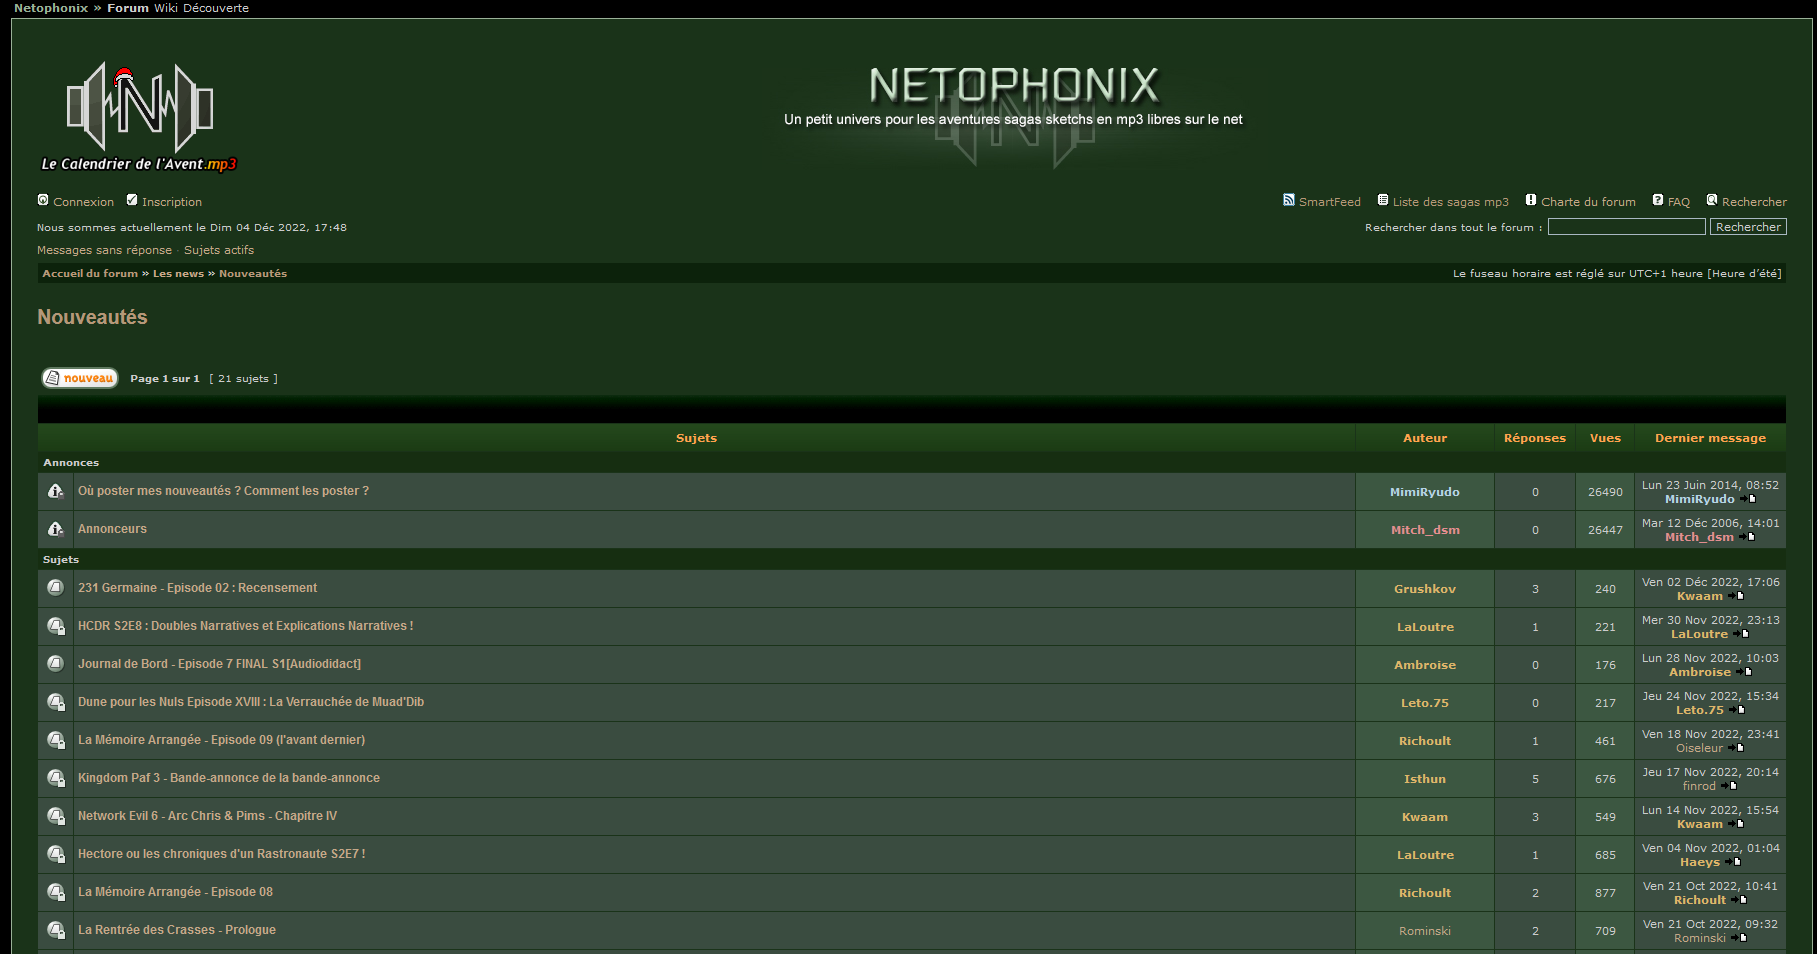 Netophonix » Forum Wiki Découverte
N
Le Calendrier de l'Avent.mp3
NETOPHONIX
Un petit univers pour les aventures sagas sketchs en mp3 libres sur le net
Connexion Inscription
SmartFeed Liste des sagas mp3 Charte du forum FAQ Rechercher
Nous sommes actuellement le Dim 04 Déc 2022, 17:48
Rechercher dans tout le forum : Rechercher
Messages sans réponse · Sujets actifs
Accueil du forum » Les news » Nouveautés
Le fuseau horaire est réglé sur UTC+1 heure [Heure d’été]
Nouveautés
nouveau Page 1 sur 1 [ 21 sujets ]
Sujets Auteur Réponses Vues Dernier message
Annonces
Où poster mes nouveautés ? Comment les poster ? MimiRyudo 0 26490 Lun 23 Juin 2014, 08:52
MimiRyudo
Annonceurs Mitch_dsm 0 26447 Mar 12 Déc 2006, 14:01
Mitch_dsm
Sujets
231 Germaine - Episode 02 : Recensement Grushkov 3 240 Ven 02 Déc 2022, 17:06
Kwaam
HCDR S2E8 : Doubles Narratives et Explications Narratives ! LaLoutre 1 221 Mer 30 Nov 2022, 23:13
LaLoutre
Journal de Bord - Episode 7 FINAL S1[Audiodidact] Ambroise 0 176 Lun 28 Nov 2022, 10:03
Ambroise
Dune pour les Nuls Episode XVIII : La Verrauchée de Muad'Dib Leto.75 0 217 Jeu 24 Nov 2022, 15:34
Leto.75
La Mémoire Arrangée - Episode 09 (l'avant dernier) Richoult 1 461 Ven 18 Nov 2022, 23:41
Oiseleur
Kingdom Paf 3 - Bande-annonce de la bande-annonce Isthun 5 676 Jeu 17 Nov 2022, 20:14
finrod
Network Evil 6 - Arc Chris & Pims - Chapitre IV Kwaam 3 549 Lun 14 Nov 2022, 15:54
Kwaam
Hectore ou les chroniques d'un Rastronaute S2E7 ! LaLoutre 1 685 Ven 04 Nov 2022, 01:04
Haeys
La Mémoire Arrangée - Episode 08 Richoult 2 877 Ven 21 Oct 2022, 10:41
Richoult
La Rentrée des Crasses - Prologue Rominski 2 709 Ven 21 Oct 2022, 09:32
Rominski